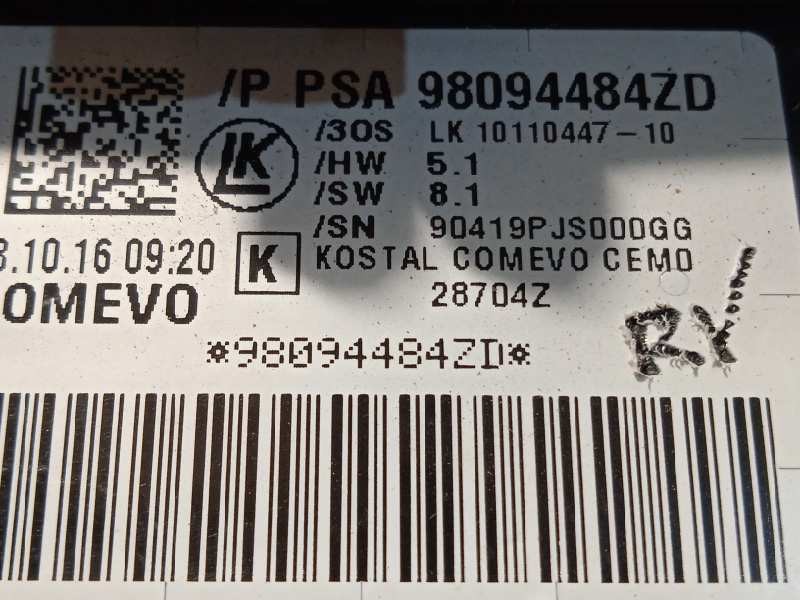 /P PSA 98094484ZD
LK
/3OS LK 10110447-10
/HW 5.1
/SW 8.1
/SN 90419PJS000GG
3.10.16 09:20 K KOSTAL COMEVO CEMO
OMEVO 28704Z
*98094484ZD*